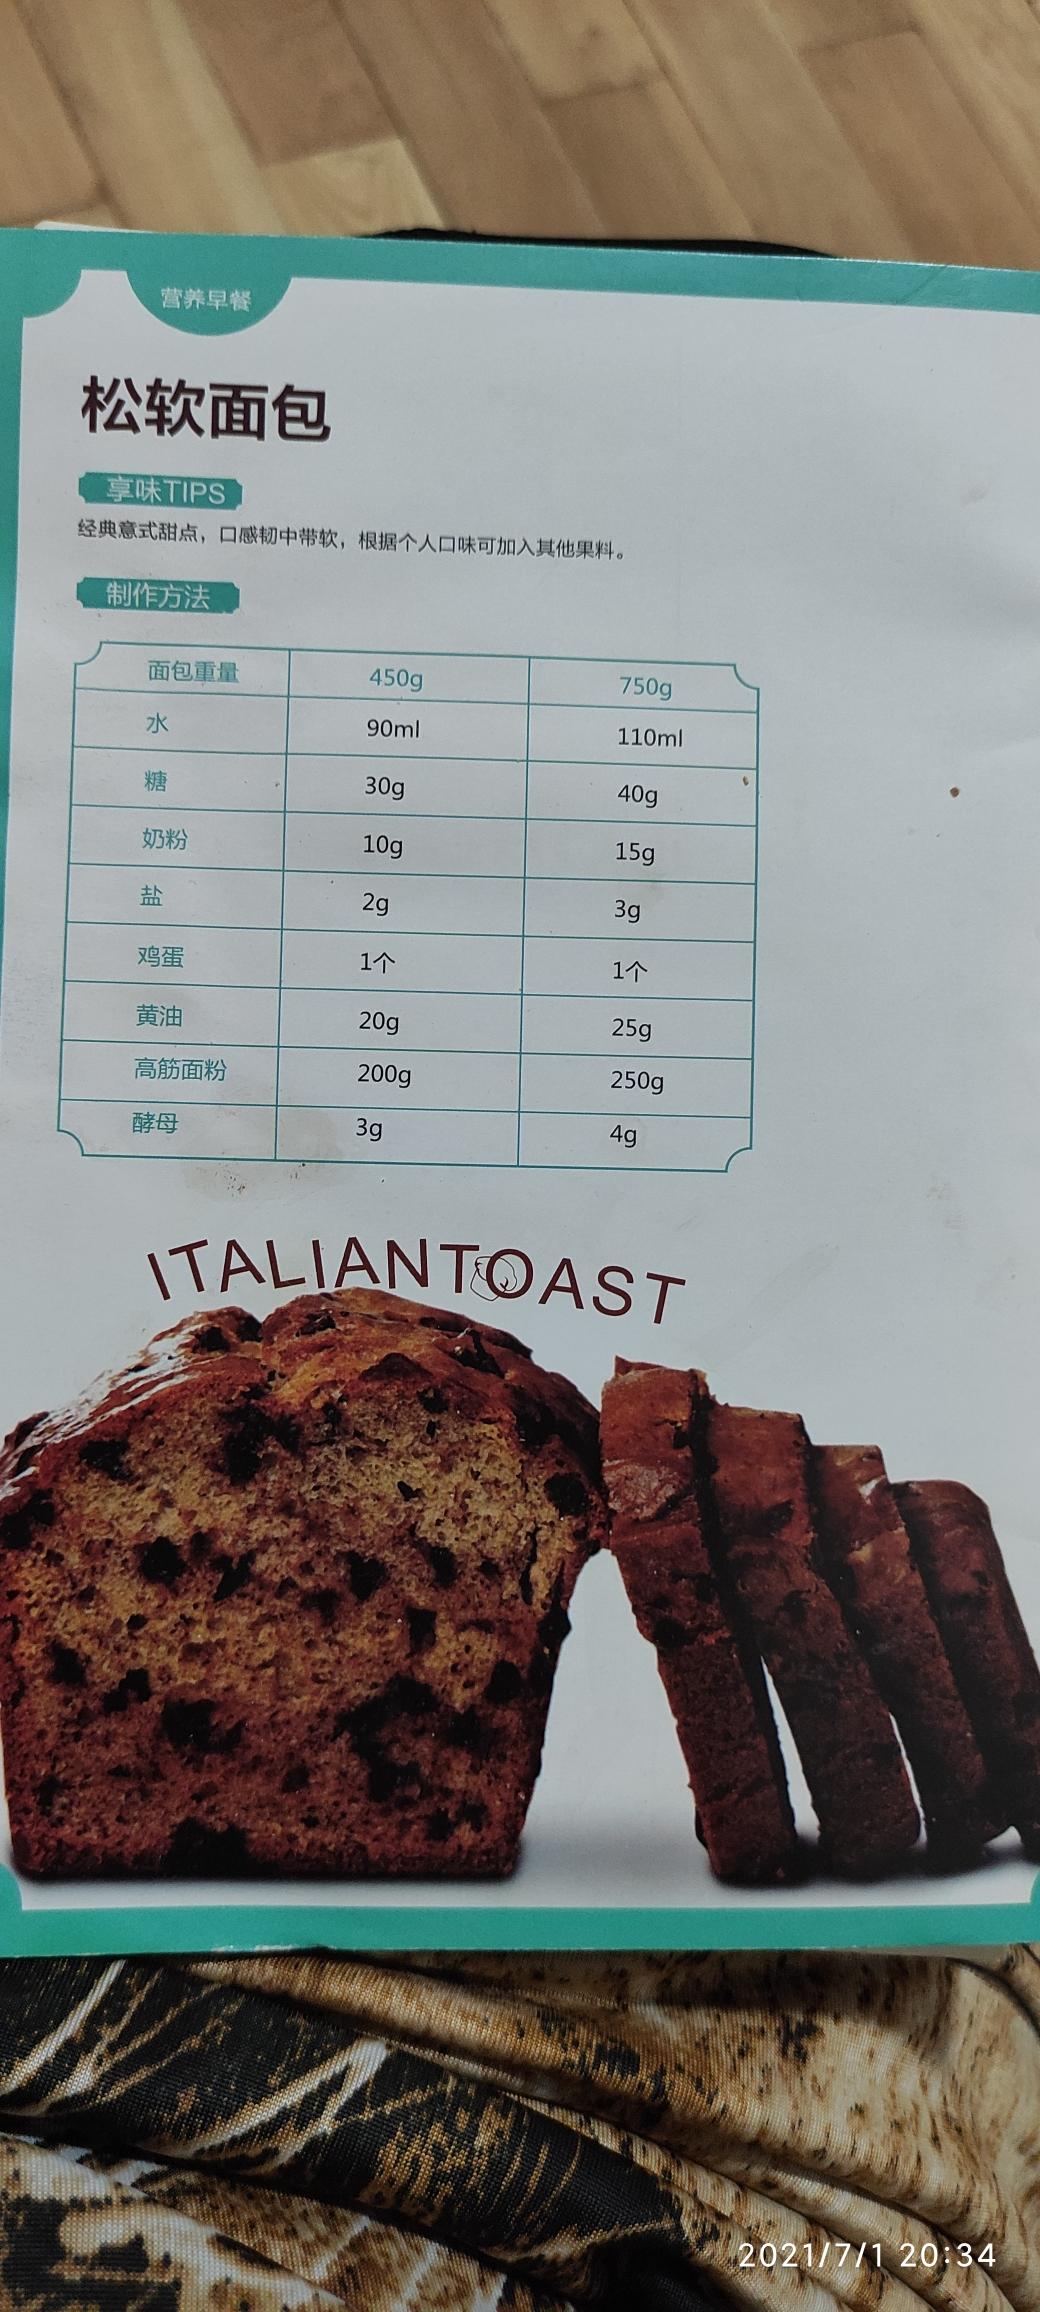 营养早餐
松软面包
享味TIPS
经典意式甜点，口感韧中带软，根据个人口味可加入其他果料。
制作方法
面包重量 450g 750g
水 90ml 110ml
糖 30g 40g
奶粉 10g 15g
盐 2g 3g
鸡蛋 1个 1个
黄油 20g 25g
高筋面粉 200g 250g
酵母 3g 4g
ITALIANTOAST
2021/7/1 20:34